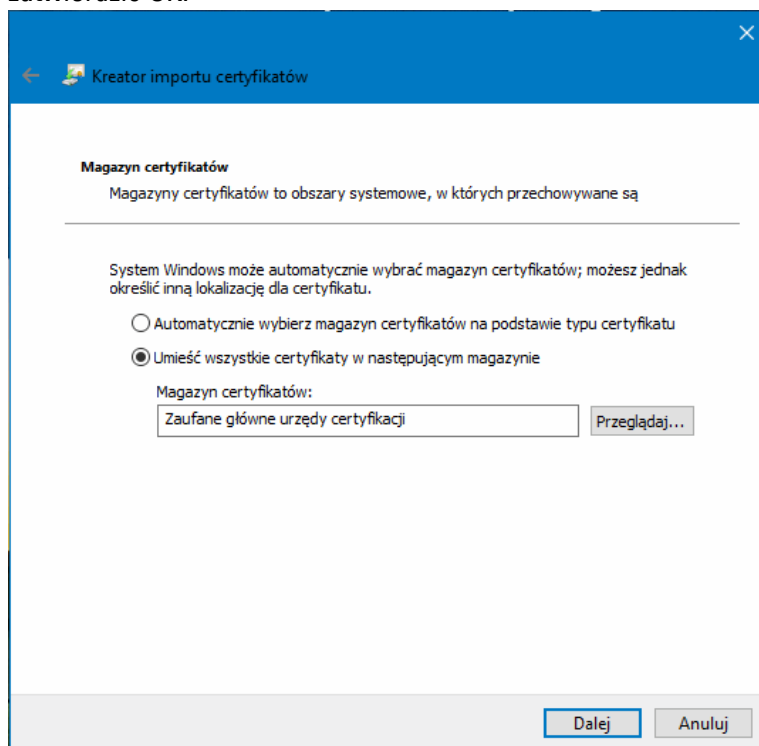 Kreator importu certyfikatów
Magazyn certyfikatów
Magazyny certyfikatów to obszary systemowe, w których przechowywane są
System Windows może automatycznie wybrać magazyn certyfikatów; możesz jednak
określić inną lokalizację dla certyfikatu.
Automatycznie wybierz magazyn certyfikatów na podstawie typu certyfikatu
Umieść wszystkie certyfikaty w następującym magazynie
Magazyn certyfikatów:
Zaufane główne urzędy certyfikacji
Przeglądaj...
Dalej
Anuluj